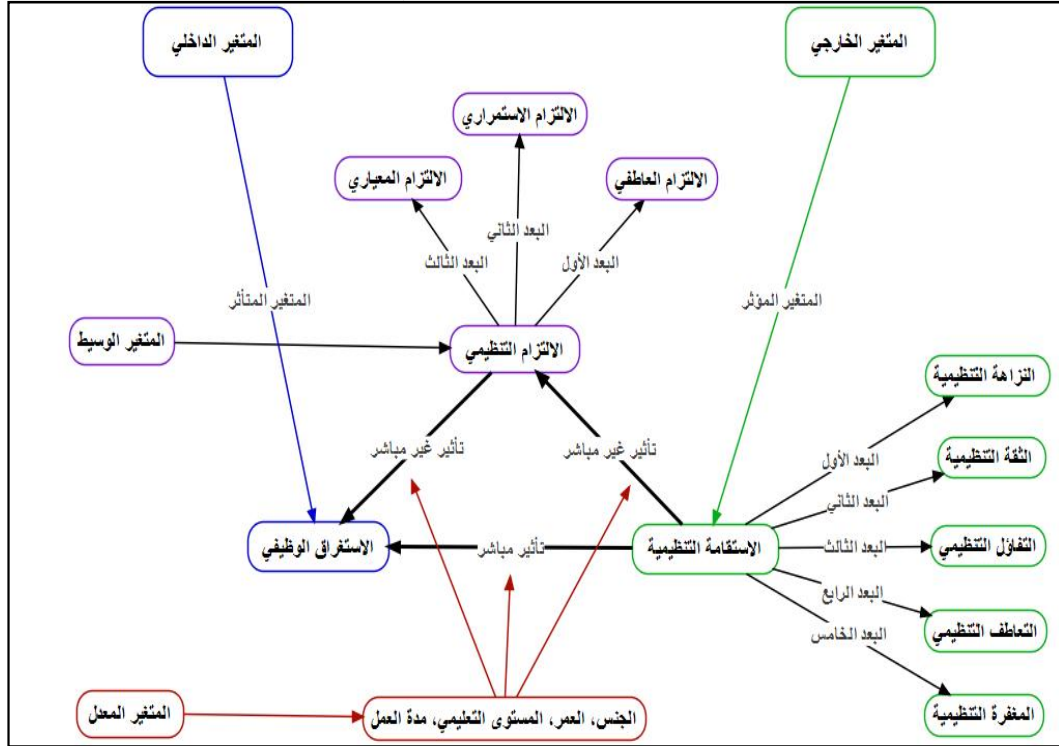 المتغير الخارجي
المتغير الداخلي
الالتزام الاستمراري
الالتزام العاطفي
الالتزام المعياري
البعد الأول
البعد الثاني
البعد الثالث
المتغير المؤثر
المتغير المتأثر
الالتزام التنظيمي
المتغير الوسيط
النزاهة التنظيمية
الثقة التنظيمية
التفاؤل التنظيمي
التعاطف التنظيمي
المغفرة التنظيمية
البعد الأول
البعد الثاني
البعد الثالث
البعد الرابع
البعد الخامس
تأثير غير مباشر
تأثير غير مباشر
الاستقامة التنظيمية
تأثير مباشر
الاستغراق الوظيفي
الجنس، العمر، المستوى التعليمي، مدة العمل
المتغير المعدل